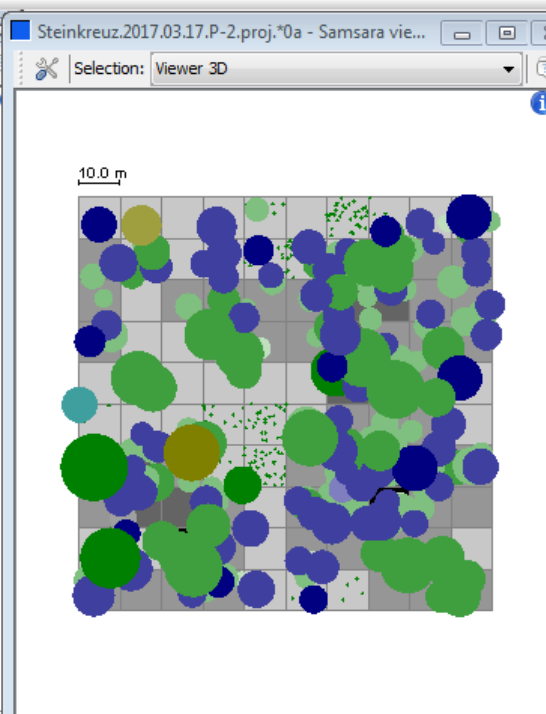 Steinkreuz.2017.03.17.P-2.proj.*0a - Samsara vie...
Selection: Viewer 3D
10.0 m